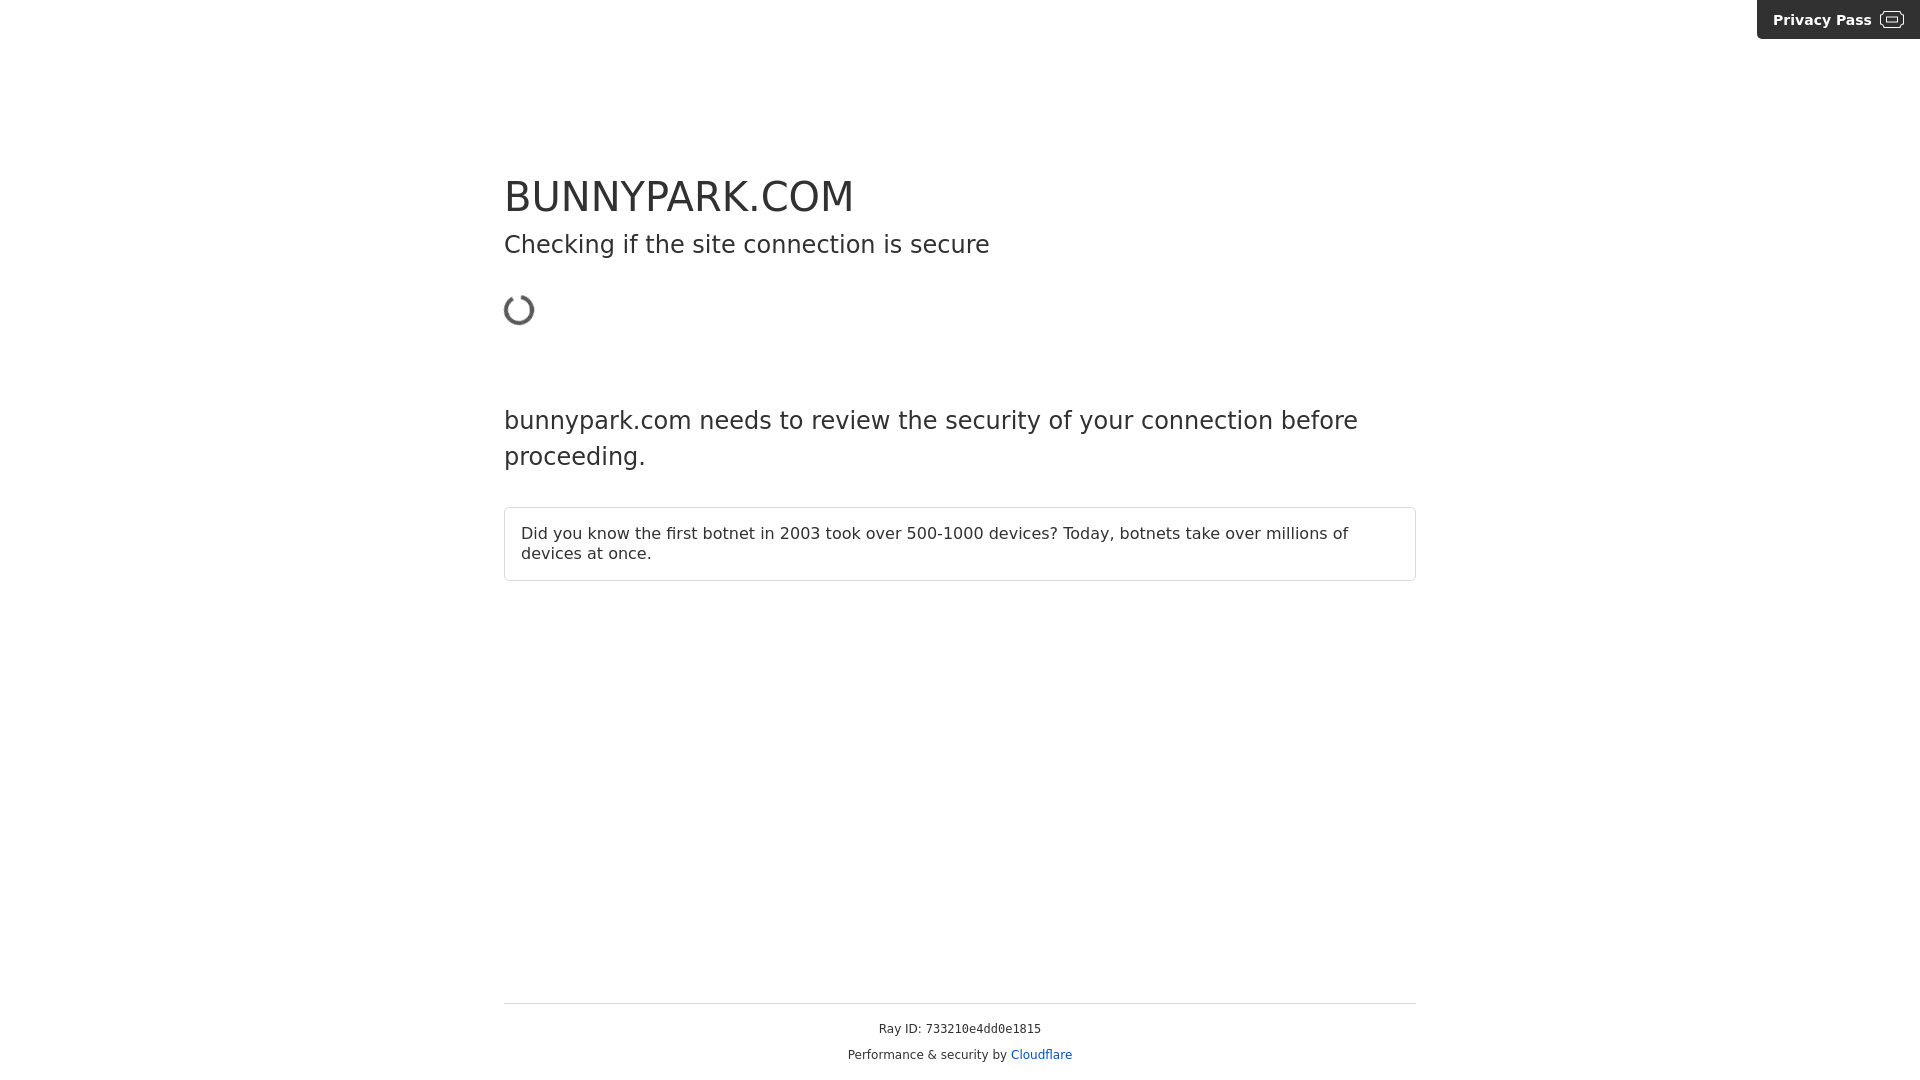 Privacy Pass
BUNNYPARK.COM
Checking if the site connection is secure
bunnypark.com needs to review the security of your connection before
proceeding.
Did you know the first botnet in 2003 took over 500-1000 devices? Today, botnets take over millions of
devices at once.
Ray ID: 733210e4dd0e1815
Performance & security by Cloudflare